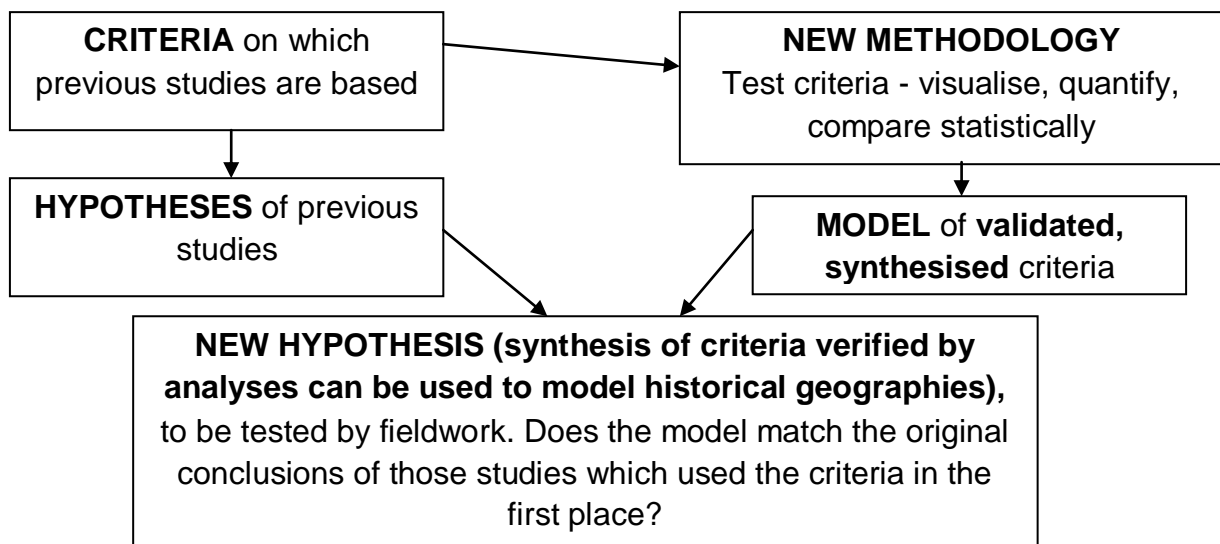 CRITERIA on which
previous studies are based
NEW METHODOLOGY
Test criteria - visualise, quantify,
compare statistically
HYPOTHESES of previous
studies
MODEL of validated,
synthesised criteria
NEW HYPOTHESIS (synthesis of criteria verified by
analyses can be used to model historical geographies),
to be tested by fieldwork. Does the model match the original
conclusions of those studies which used the criteria in the
first place?